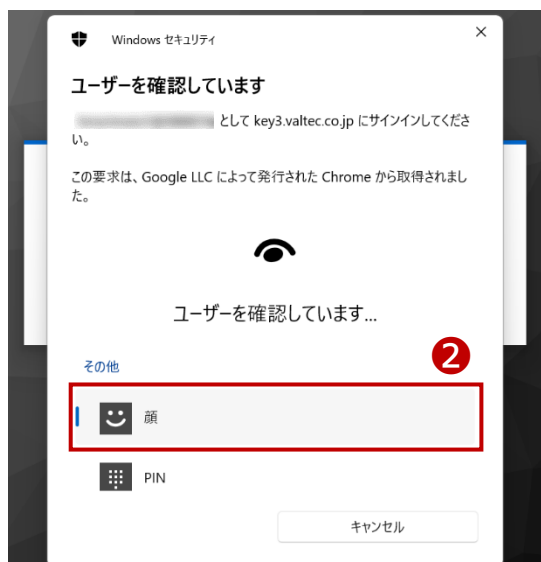 Windows セキュリティ
ユーザーを確認しています
として key3.valtec.co.jp にサインインしてくださ
い。
この要求は、Google LLC によって発行された Chrome から取得されまし
た。
ユーザーを確認しています...
2
その他
顔
PIN
キャンセル